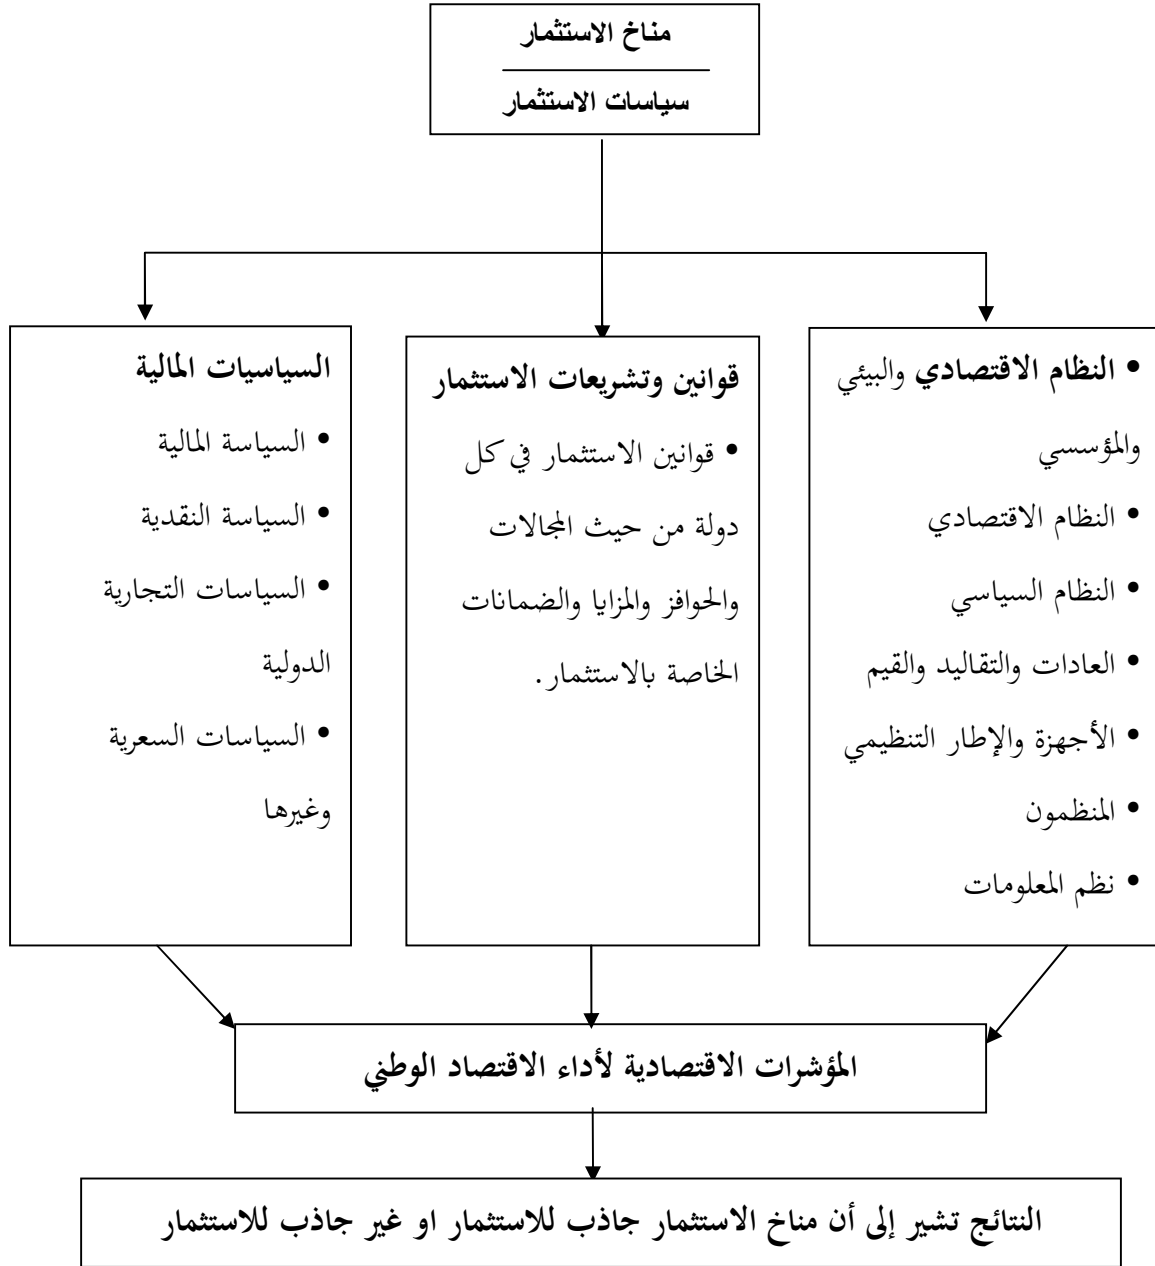 مناخ الاستثمار
سياسات الاستثمار
• النظام الاقتصادي والبيئي
والمؤسسي
• النظام الاقتصادي
• النظام السياسي
• العادات والتقاليد والقيم
• الأجهزة والإطار التنظيمي
• المنظمون
• نظم المعلومات
قوانين وتشريعات الاستثمار
• قوانين الاستثمار في كل
دولة من حيث المجالات
والحوافز والمزايا والضمانات
الخاصة بالاستثمار.
السياسيات المالية
• السياسة المالية
• السياسة النقدية
• السياسات التجارية
الدولية
• السياسات السعرية
وغيرها
المؤشرات الاقتصادية لأداء الاقتصاد الوطني
النتائج تشير إلى أن مناخ الاستثمار جاذب للاستثمار او غير جاذب للاستثمار